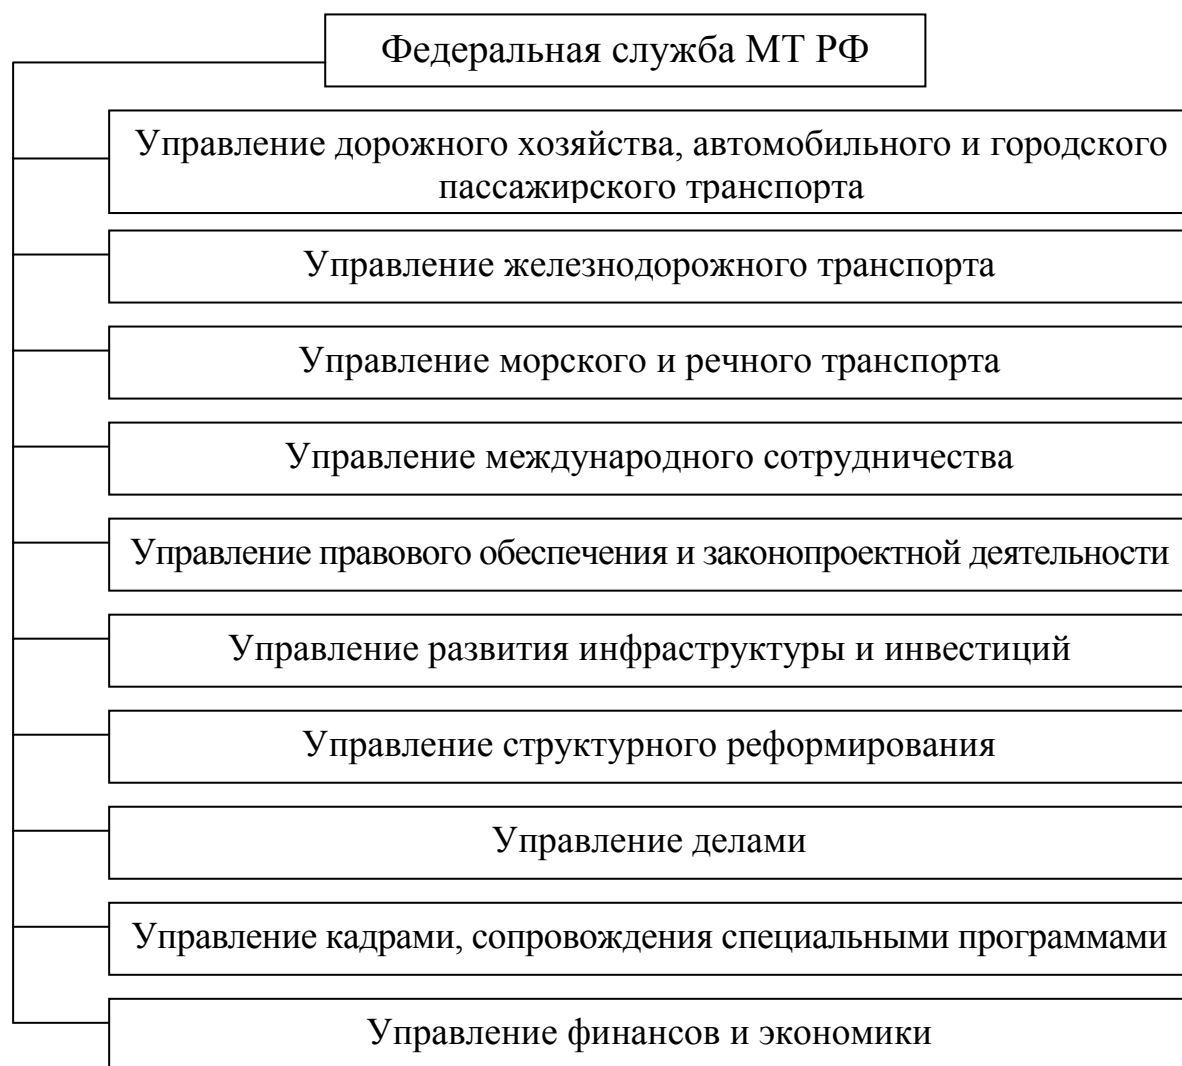 Федеральная служба МТ РФ
Управление дорожного хозяйства, автомобильного и городского
пассажирского транспорта
Управление железнодорожного транспорта
Управление морского и речного транспорта
Управление международного сотрудничества
Управление правового обеспечения и законопроектной деятельности
Управление развития инфраструктуры и инвестиций
Управление структурного реформирования
Управление делами
Управление кадрами, сопровождения специальными программами
Управление финансов и экономики